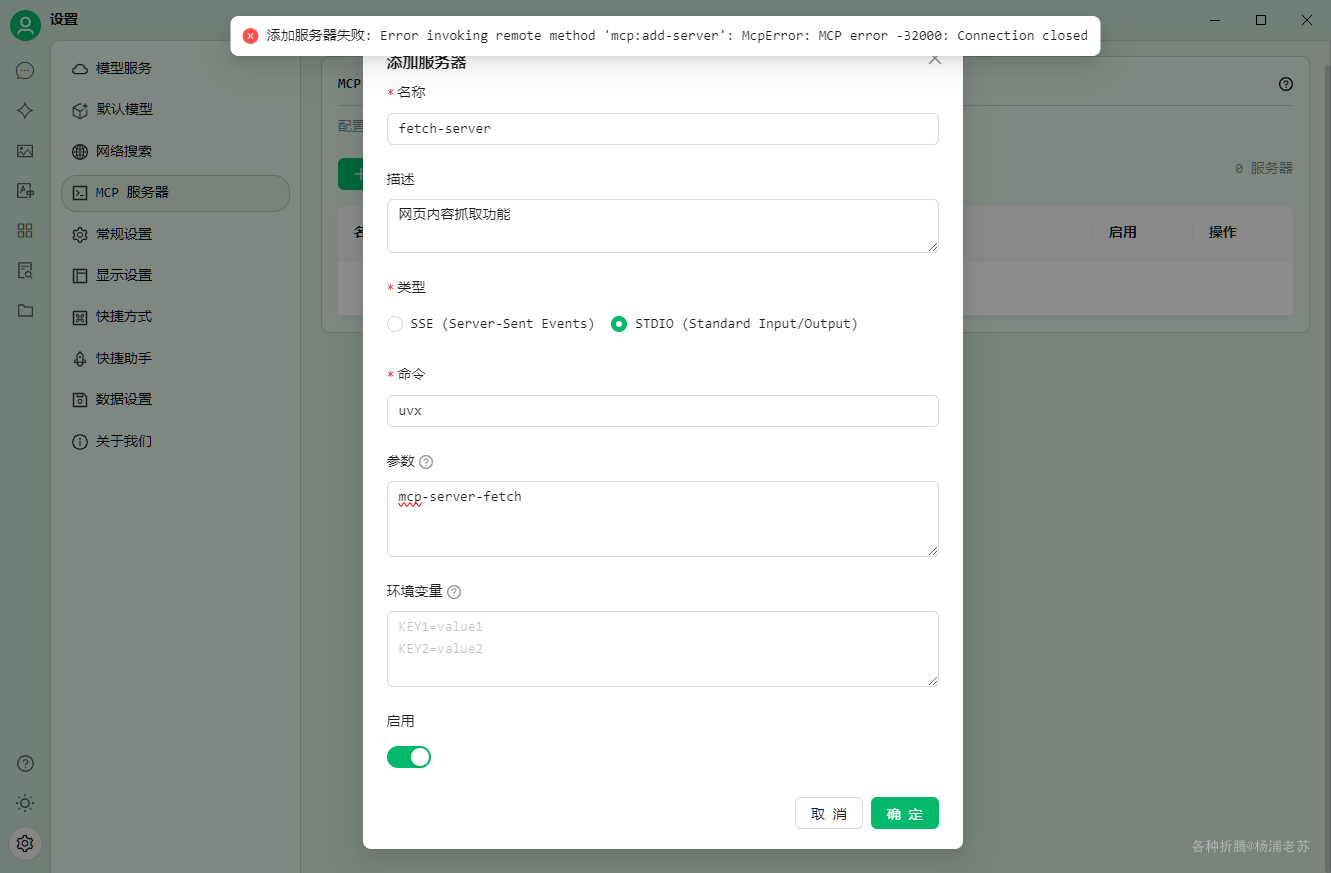 设置
添加服务器失败: Error invoking remote method 'mcp:add-server': McpError: MCP error -32000: Connection closed
模型服务
默认模型
网络搜索
MCP 服务器
常规设置
显示设置
快捷方式
快捷助手
数据设置
关于我们
MCP
配置
0 服务器
名
启用
操作
添加服务器
* 名称
fetch-server
描述
网页内容抓取功能
* 类型
SSE (Server-Sent Events)
STDIO (Standard Input/Output)
* 命令
uvx
参数
mcp-server-fetch
环境变量
KEY1=value1
KEY2=value2
启用
取 消
确 定
各种折腾@杨浦老苏